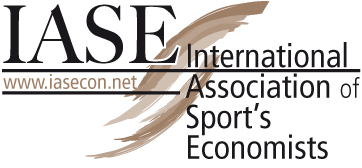 IASE
www.iasecon.net
International
Association of
Sport's
Economists